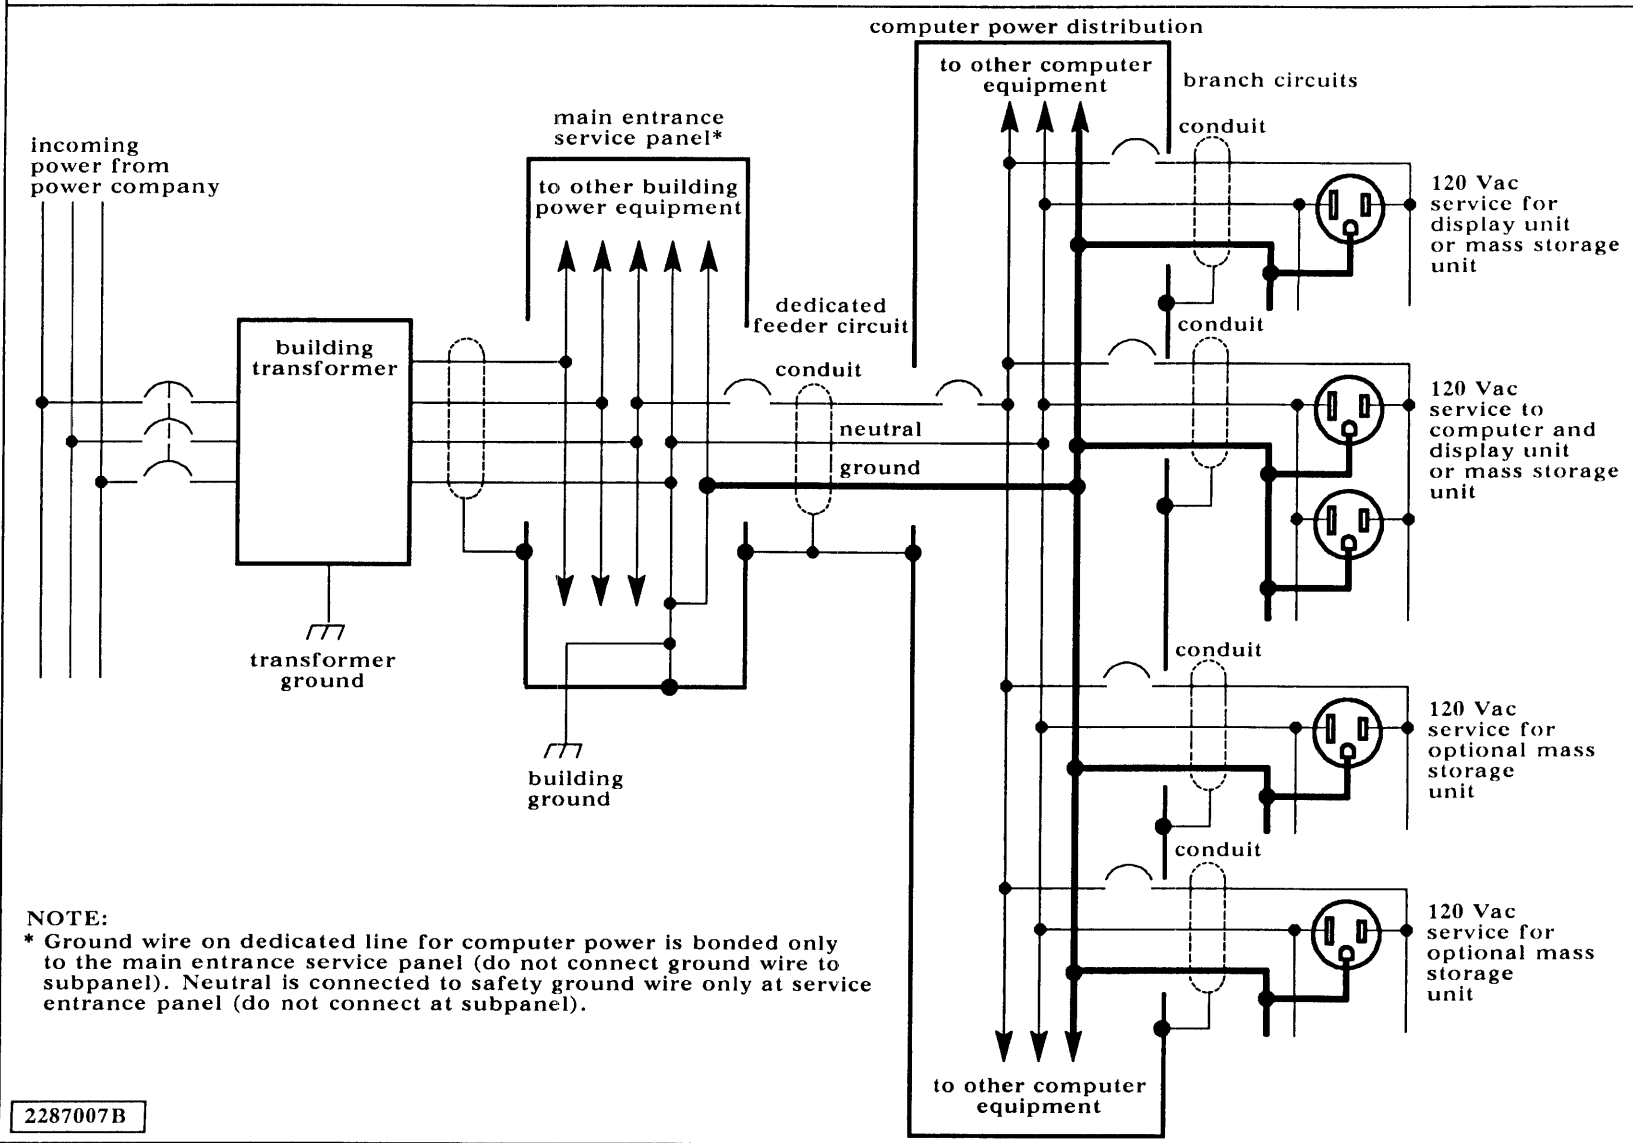 computer power distribution
to other computer
equipment
branch circuits
conduit
main entrance
service panel*
incoming
power from
power company
to other building
power equipment
120 Vac
service for
display unit
or mass storage
unit
dedicated
feeder circuit
conduit
building
transformer
conduit
120 Vac
service to
computer and
display unit
or mass storage
unit
neutral
ground
transformer
ground
conduit
120 Vac
service for
optional mass
storage
unit
building
ground
conduit
120 Vac
service for
optional mass
storage
unit
NOTE:
* Ground wire on dedicated line for computer power is bonded only
to the main entrance service panel (do not connect ground wire to
subpanel). Neutral is connected to safety ground wire only at service
entrance panel (do not connect at subpanel).
to other computer
equipment
2287007B